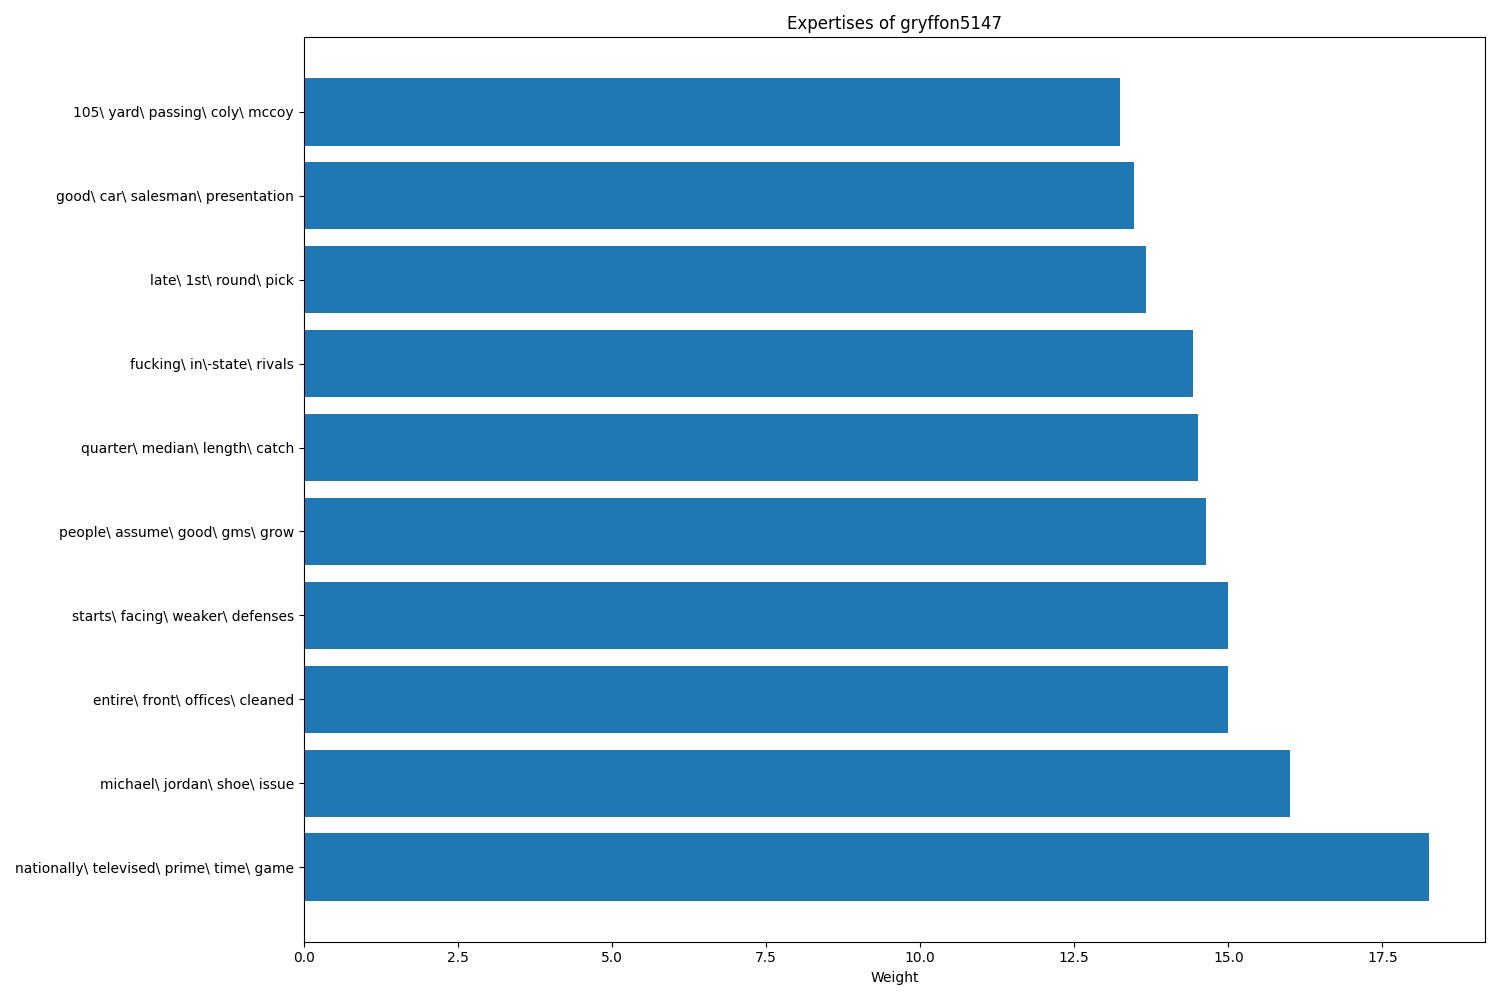 Expertises of gryffon5147
105\ yard\ passing\ coly\ mccoy
good\ car\ salesman\ presentation
late\ 1st\ round\ pick
fucking\ in\-state\ rivals
quarter\ median\ length\ catch
people\ assume\ good\ gms\ grow
starts\ facing\ weaker\ defenses
entire\ front\ offices\ cleaned
michael\ jordan\ shoe\ issue
nationally\ televised\ prime\ time\ game
0.0 2.5 5.0 7.5 10.0 12.5 15.0 17.5
Weight